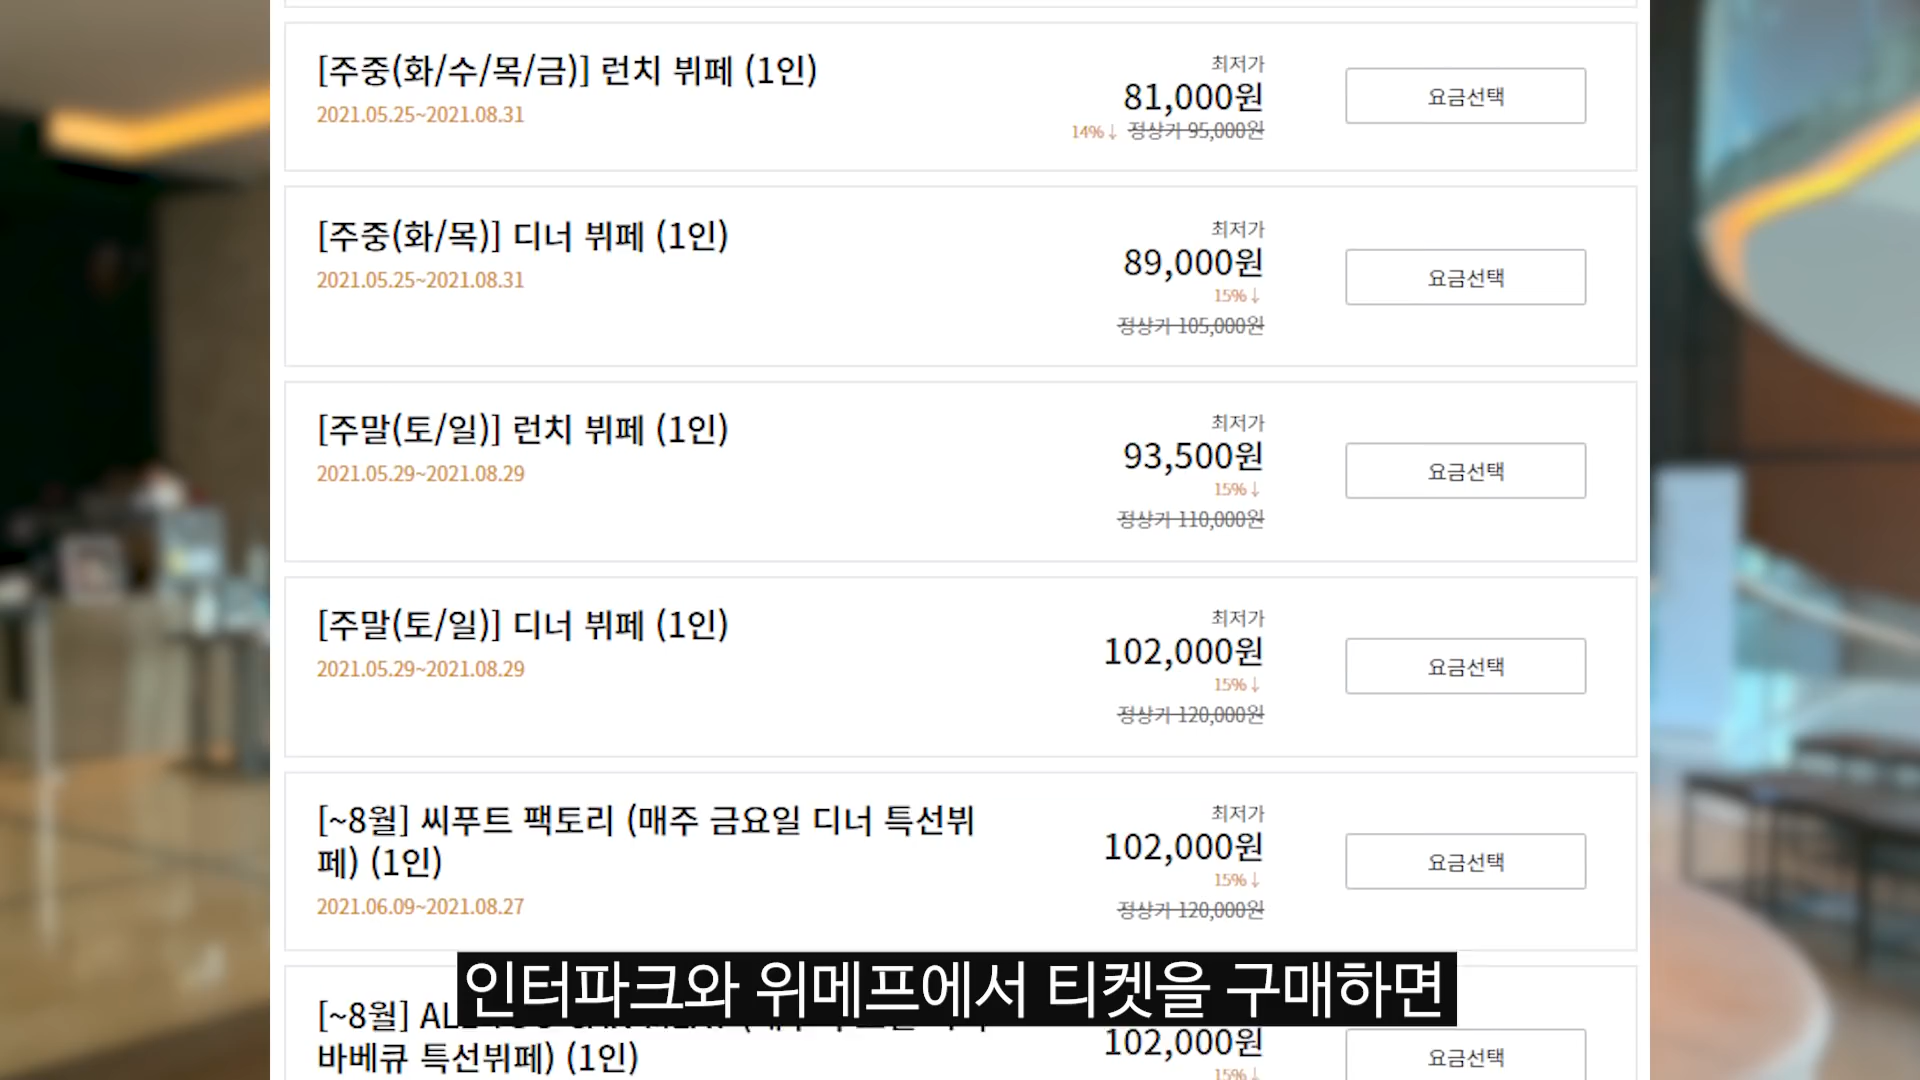 [주중(화/수/목/금)] 런치 뷔페 (1인)
2021.05.25~2021.08.31
최저가
81,000원
14%↓ 정상가 95,000원
요금선택
[주중(화/목)] 디너 뷔페 (1인)
2021.05.25~2021.08.31
최저가
89,000원
15%↓
정상가 105,000원
요금선택
[주말(토/일)] 런치 뷔페 (1인)
2021.05.29~2021.08.29
최저가
93,500원
15%↓
정상가 110,000원
요금선택
[주말(토/일)] 디너 뷔페 (1인)
2021.05.29~2021.08.29
최저가
102,000원
15%↓
정상가 120,000원
요금선택
[~8월] 씨푸트 팩토리 (매주 금요일 디너 특선뷔
페) (1인)
2021.06.09~2021.08.27
최저가
102,000원
15%↓
정상가 120,000원
요금선택
[~8월]
바베큐 특선뷔페) (1인)
102,000원
15%↓
요금선택
인터파크와 위메프에서 티켓을 구매하면